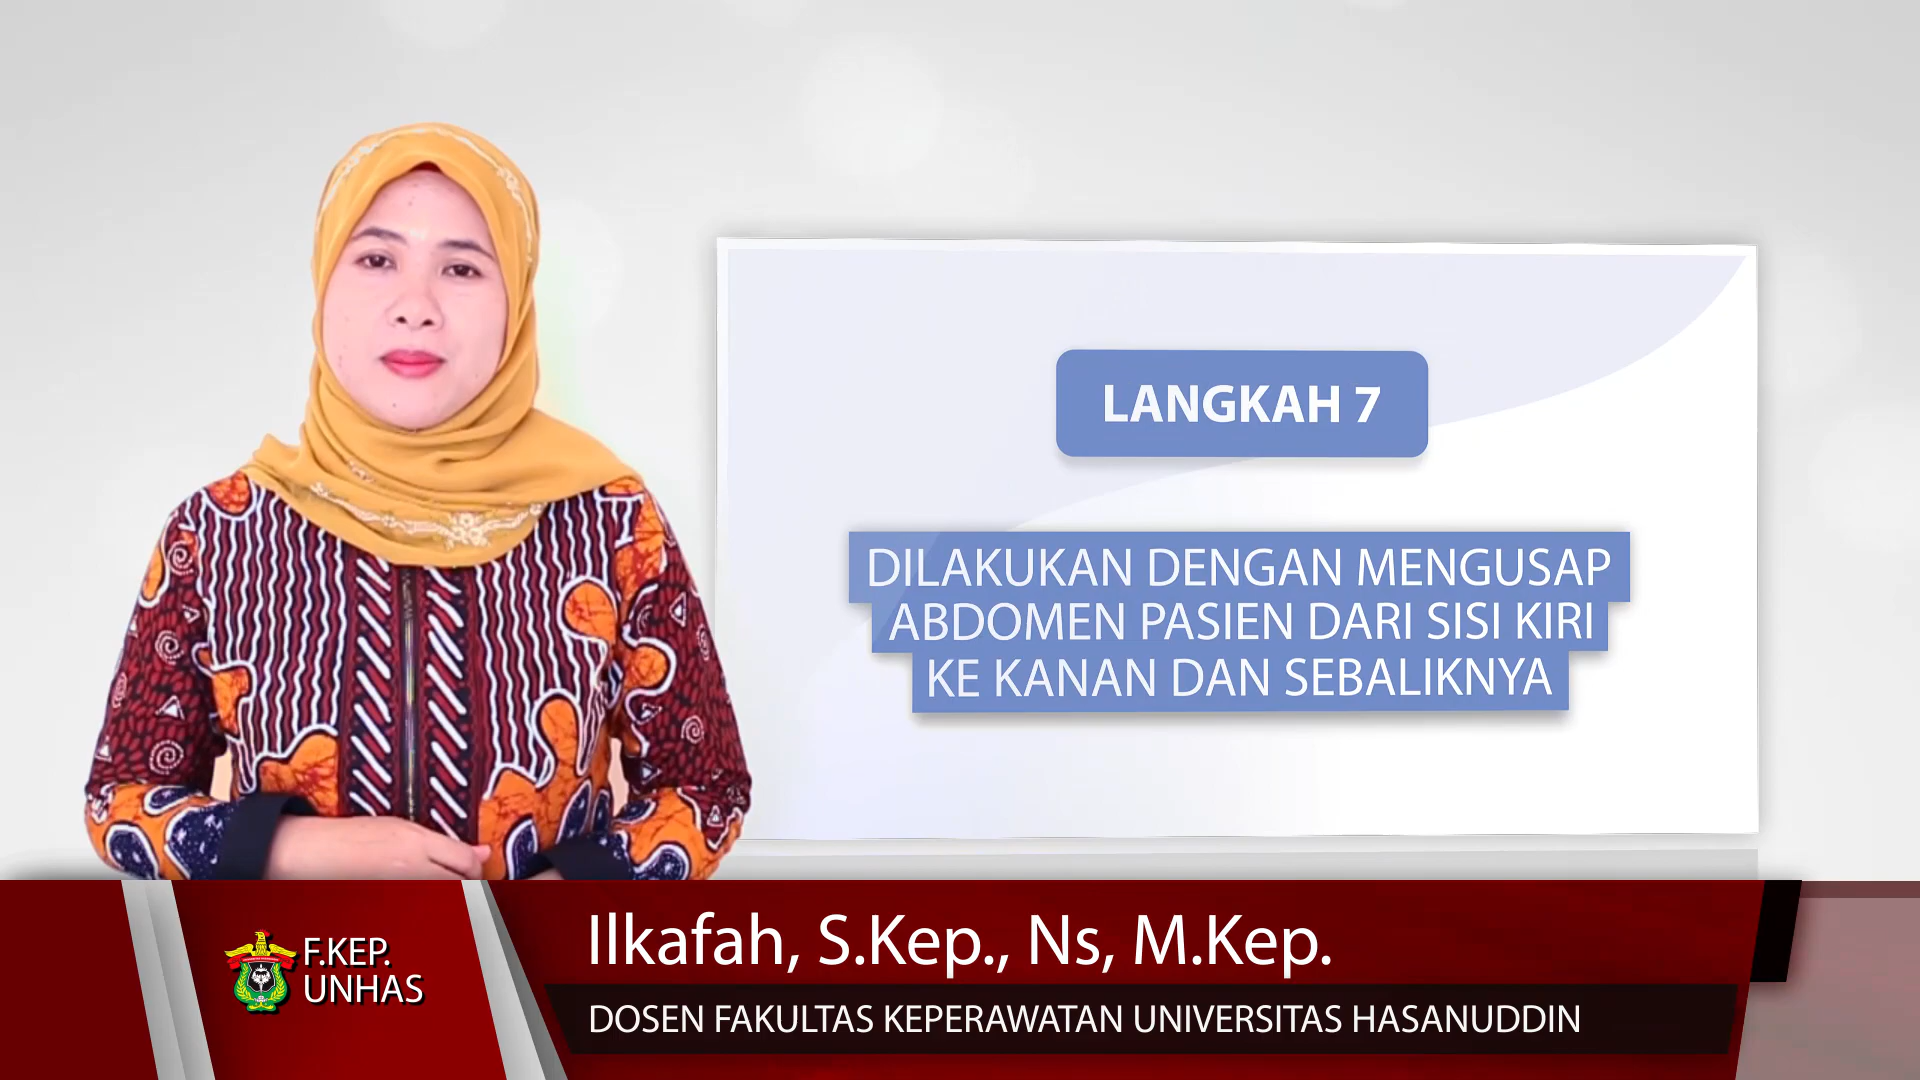 LANGKAH 7
DILAKUKAN DENGAN MENGUSAP
ABDOMEN PASIEN DARI SISI KIRI
KE KANAN DAN SEBALIKNYA
Ilkafah, S.Kep., Ns, M.Kep.
DOSEN FAKULTAS KEPERAWATAN UNIVERSITAS HASANUDDIN
F.KEP.
UNHAS